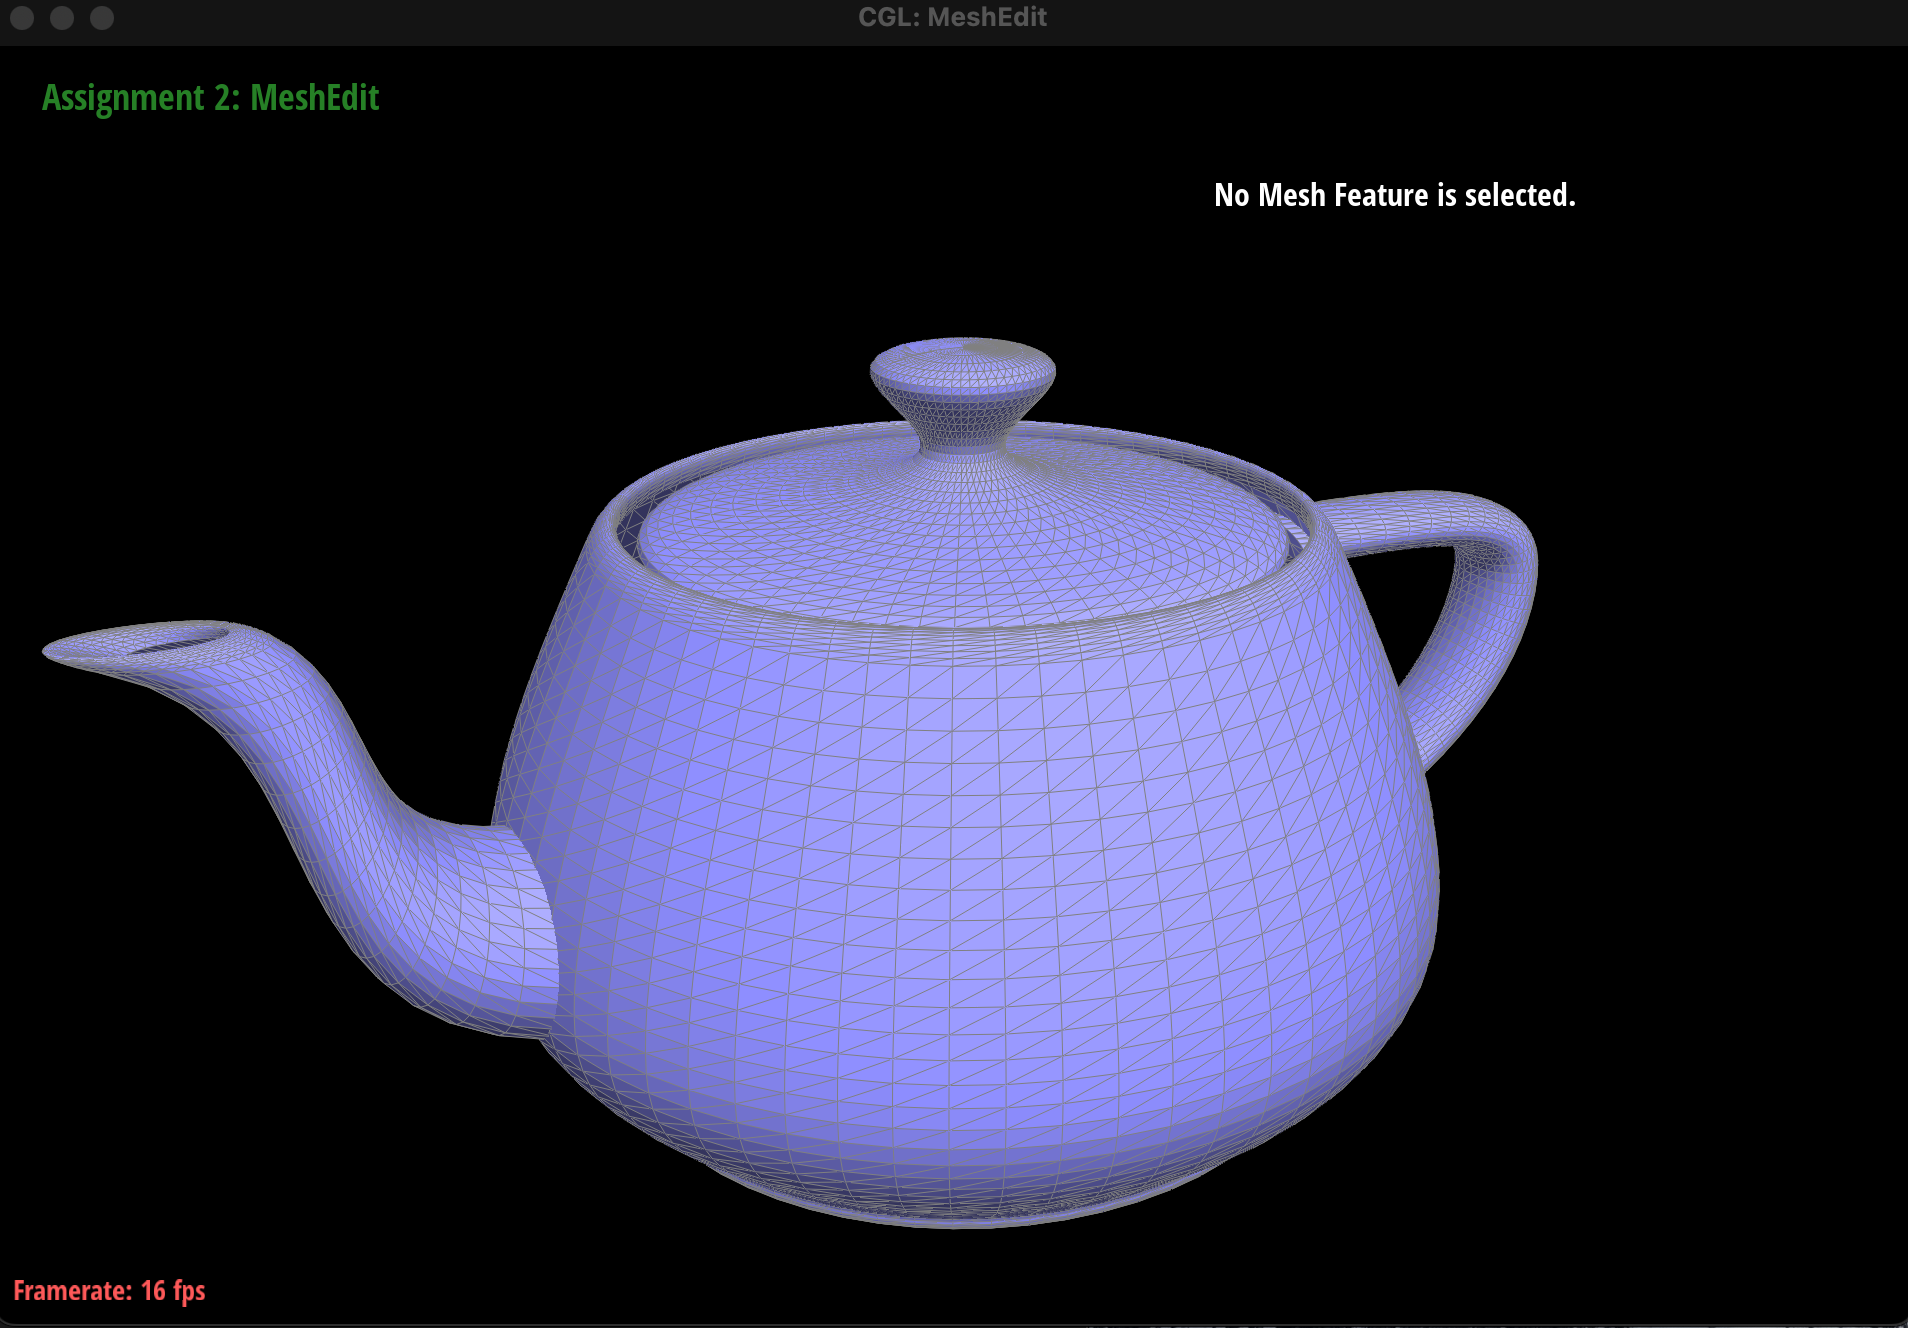 CGL: MeshEdit
Assignment 2: MeshEdit
No Mesh Feature is selected.
Framerate: 16 fps